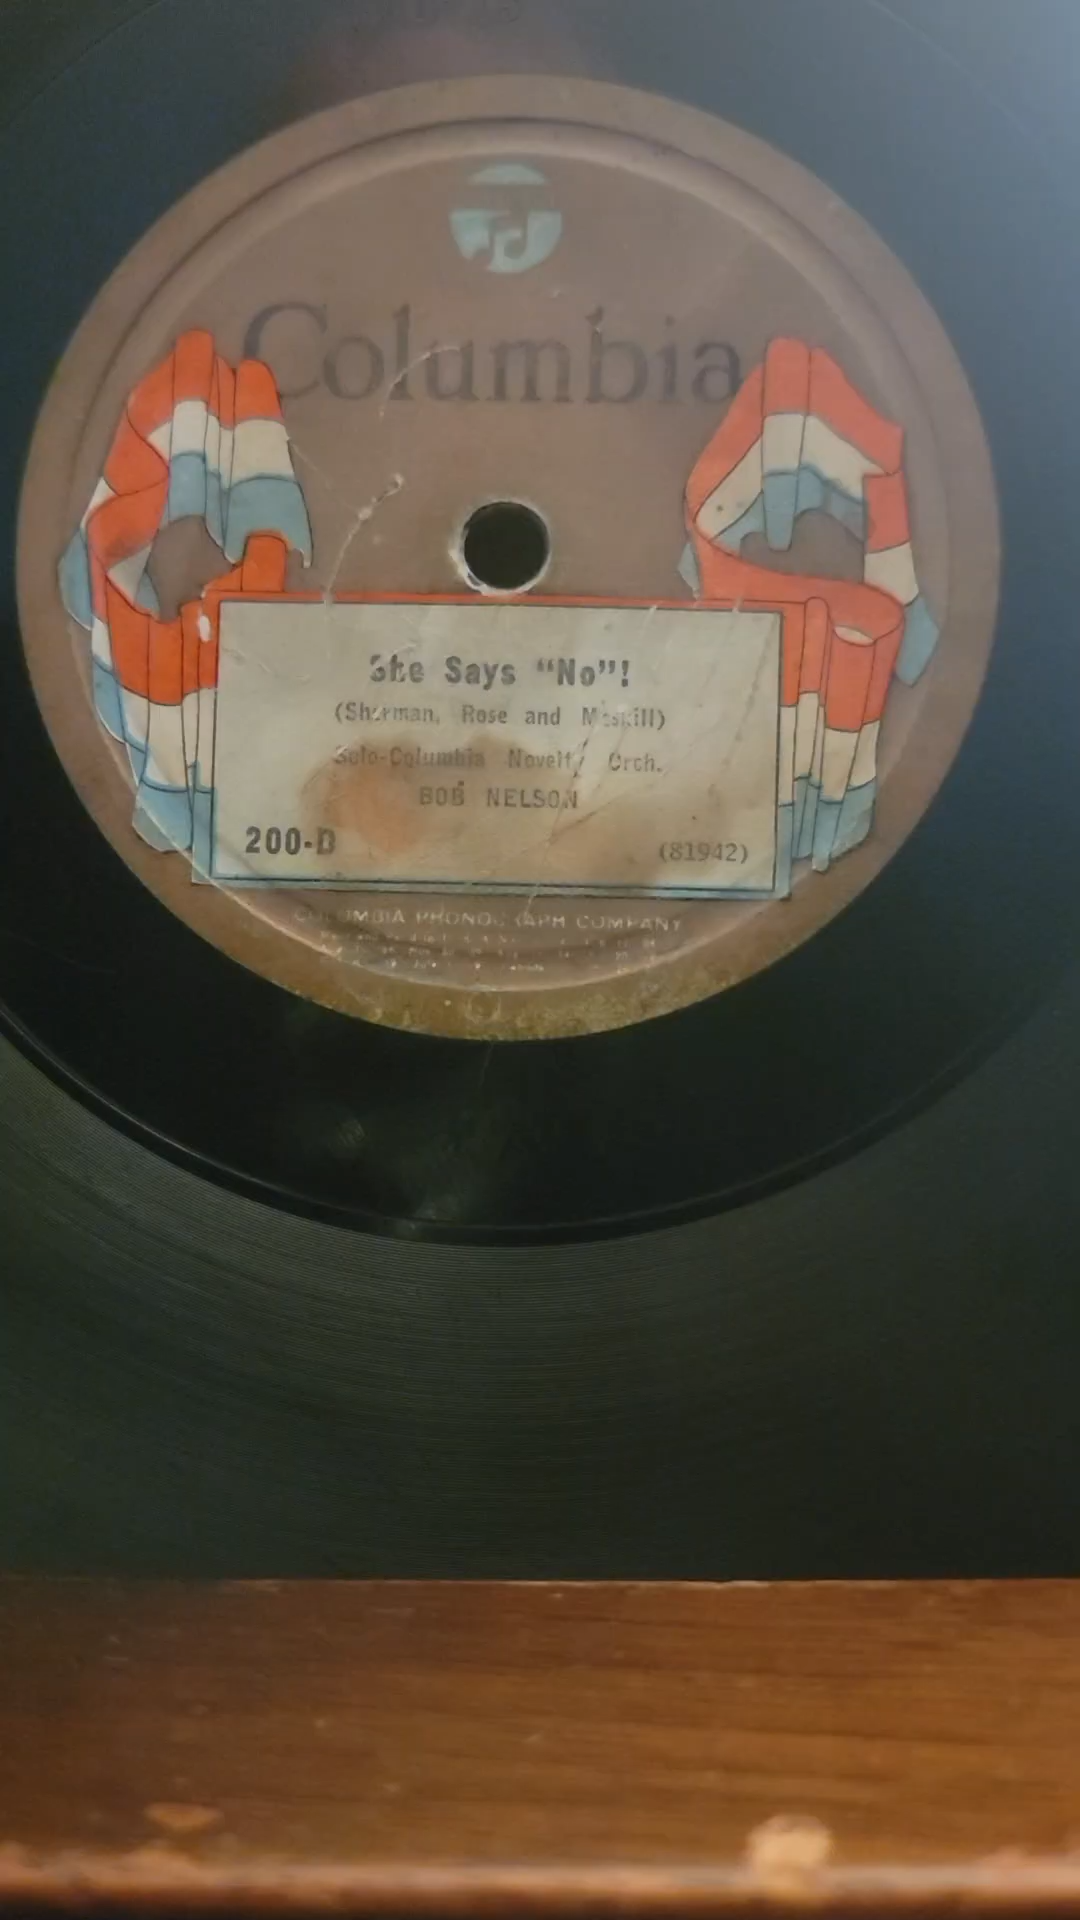 Columbia
She Says "No"!
(Sherman, Rose and Meskill)
Solo-Columbia Novelty Orch.
BOB NELSON
200-D (81942)
COLUMBIA PHONOGRAPH COMPANY